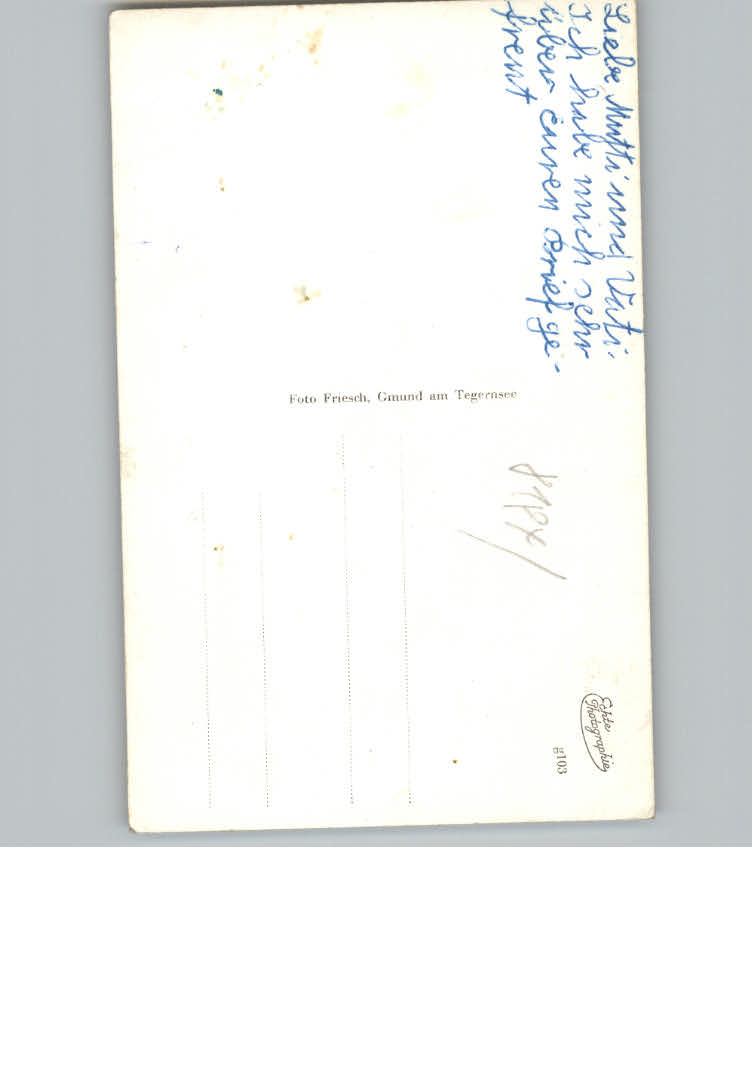 Liebe Mutti und Vati.
Ich habe mich sehr
über euren Brief ge-
freut
Foto Friesch, Gmund am Tegernsee
Echte
Photographie
g103